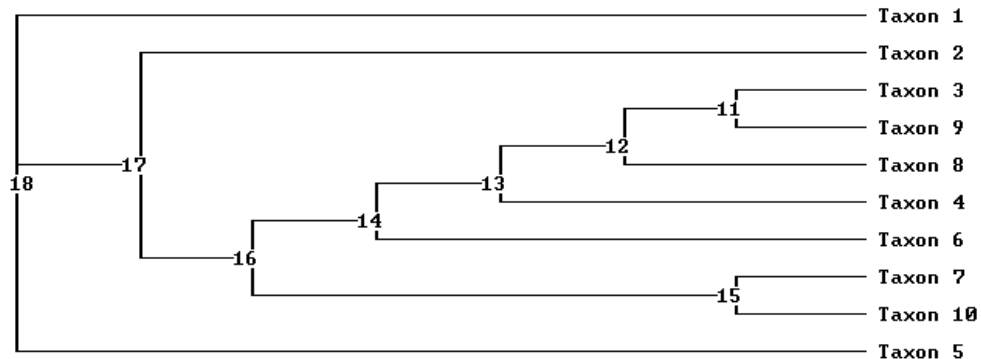 Taxon 1
Taxon 2
Taxon 3
11
Taxon 9
12
17
Taxon 8
18
13
Taxon 4
14
Taxon 6
16
Taxon 7
15
Taxon 10
Taxon 5